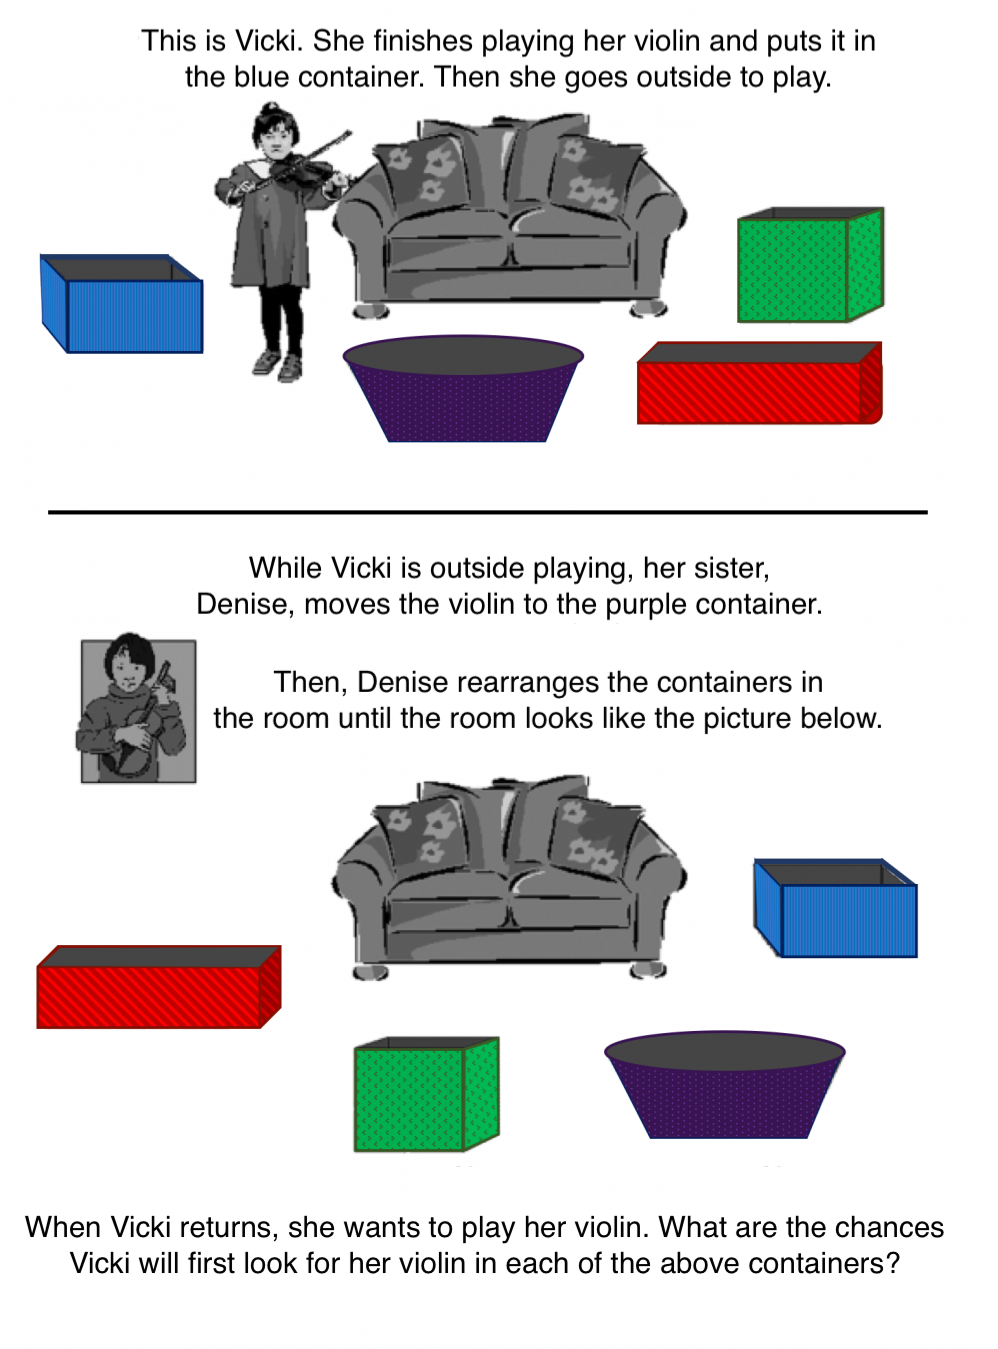 This is Vicki. She finishes playing her violin and puts it in
the blue container. Then she goes outside to play.
While Vicki is outside playing, her sister,
Denise, moves the violin to the purple container.
Then, Denise rearranges the containers in
the room until the room looks like the picture below.
When Vicki returns, she wants to play her violin. What are the chances
Vicki will first look for her violin in each of the above containers?